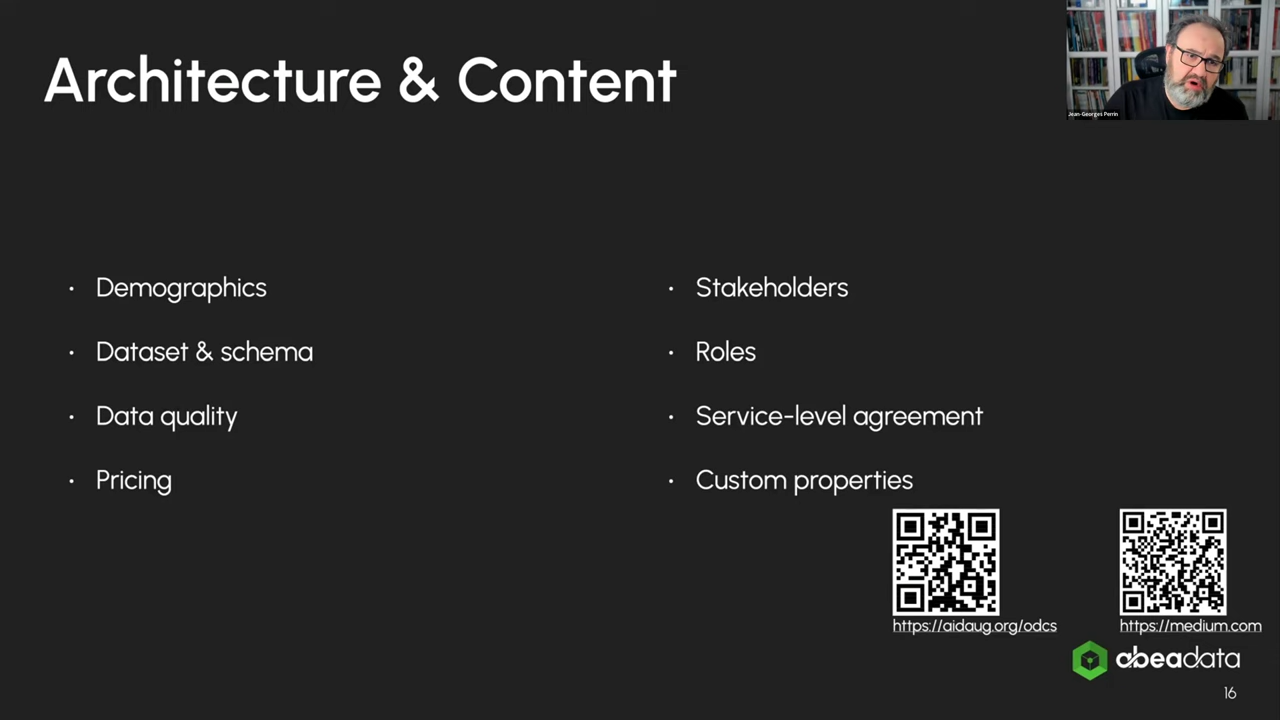 Architecture & Content
Jean-Georges Perrin
· Demographics
· Dataset & schema
· Data quality
· Pricing
· Stakeholders
· Roles
· Service-level agreement
· Custom properties
https://aidaug.org/odcs
https://medium.com
abeadata
16